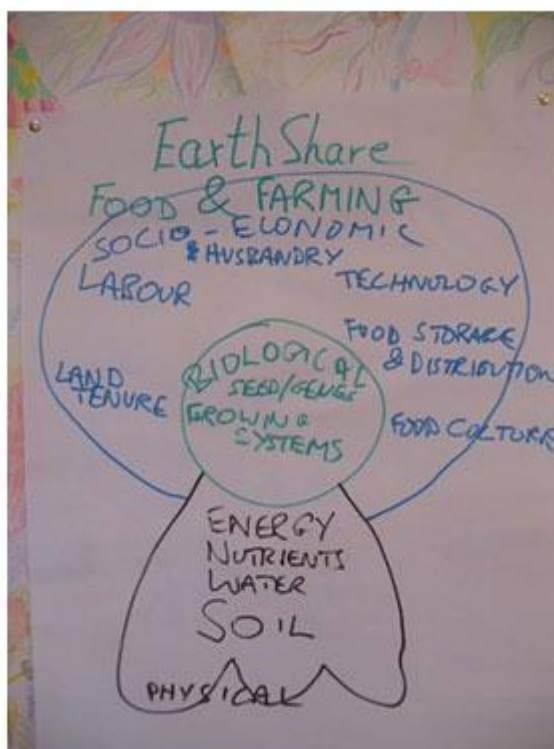 EarthShare
FOOD & FARMING
SOCIO - ECONOMIC
& HUSBANDRY
LABOUR
TECHNOLOGY
FOOD STORAGE
& DISTRIBUTION
LAND
TENURE
BIOLOGICAL
SEED/GENES
GROWING
SYSTEMS
FOOD CULTURE
ENERGY
NUTRIENTS
WATER
SOIL
PHYSICAL